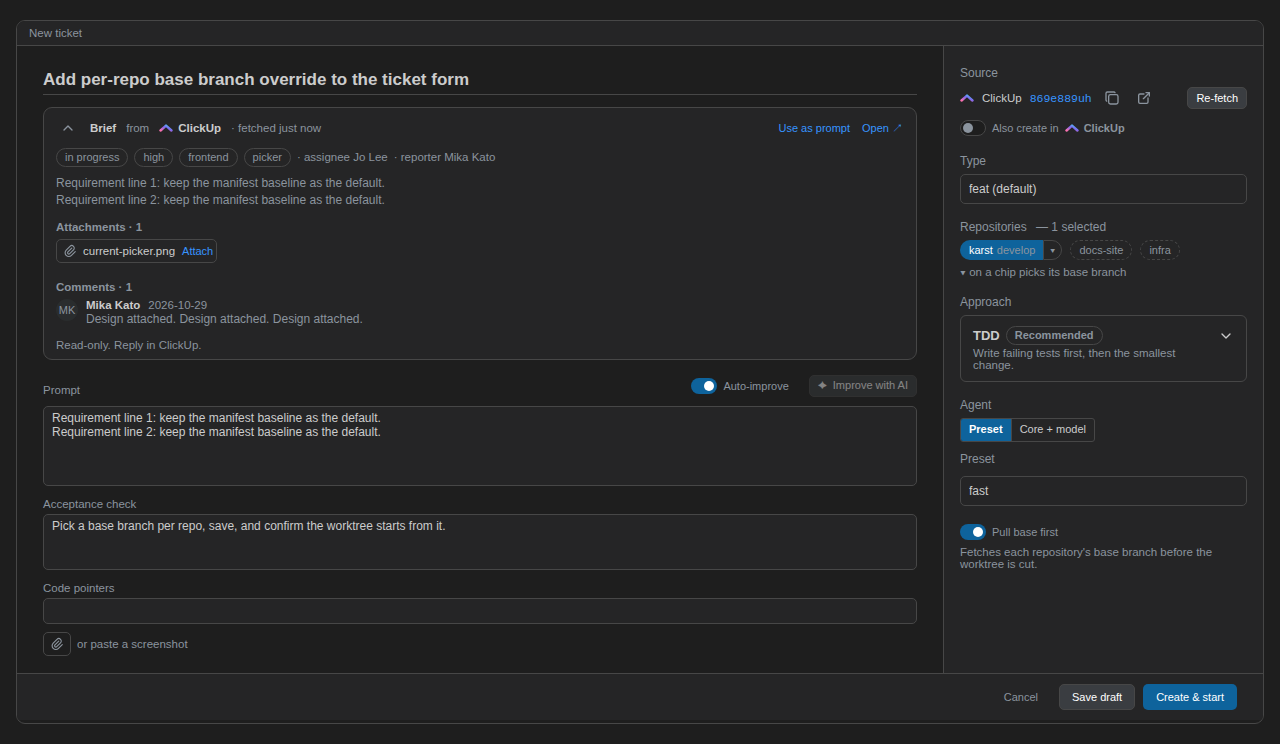 New ticket
Add per-repo base branch override to the ticket form
Brief from ClickUp · fetched just now Use as prompt Open ↗
in progress high frontend picker · assignee Jo Lee · reporter Mika Kato
Requirement line 1: keep the manifest baseline as the default.
Requirement line 2: keep the manifest baseline as the default.
Attachments · 1
current-picker.png Attach
Comments · 1
MK Mika Kato 2026-10-29
Design attached. Design attached. Design attached.
Read-only. Reply in ClickUp.
Prompt Auto-improve Improve with AI
Requirement line 1: keep the manifest baseline as the default.
Requirement line 2: keep the manifest baseline as the default.
Acceptance check
Pick a base branch per repo, save, and confirm the worktree starts from it.
Code pointers
or paste a screenshot
Source
ClickUp 869e889uh Re-fetch
Also create in ClickUp
Type
feat (default)
Repositories — 1 selected
karst develop ▾ docs-site infra
▾ on a chip picks its base branch
Approach
TDD Recommended
Write failing tests first, then the smallest
change.
Agent
Preset Core + model
Preset
fast
Pull base first
Fetches each repository's base branch before the
worktree is cut.
Cancel Save draft Create & start